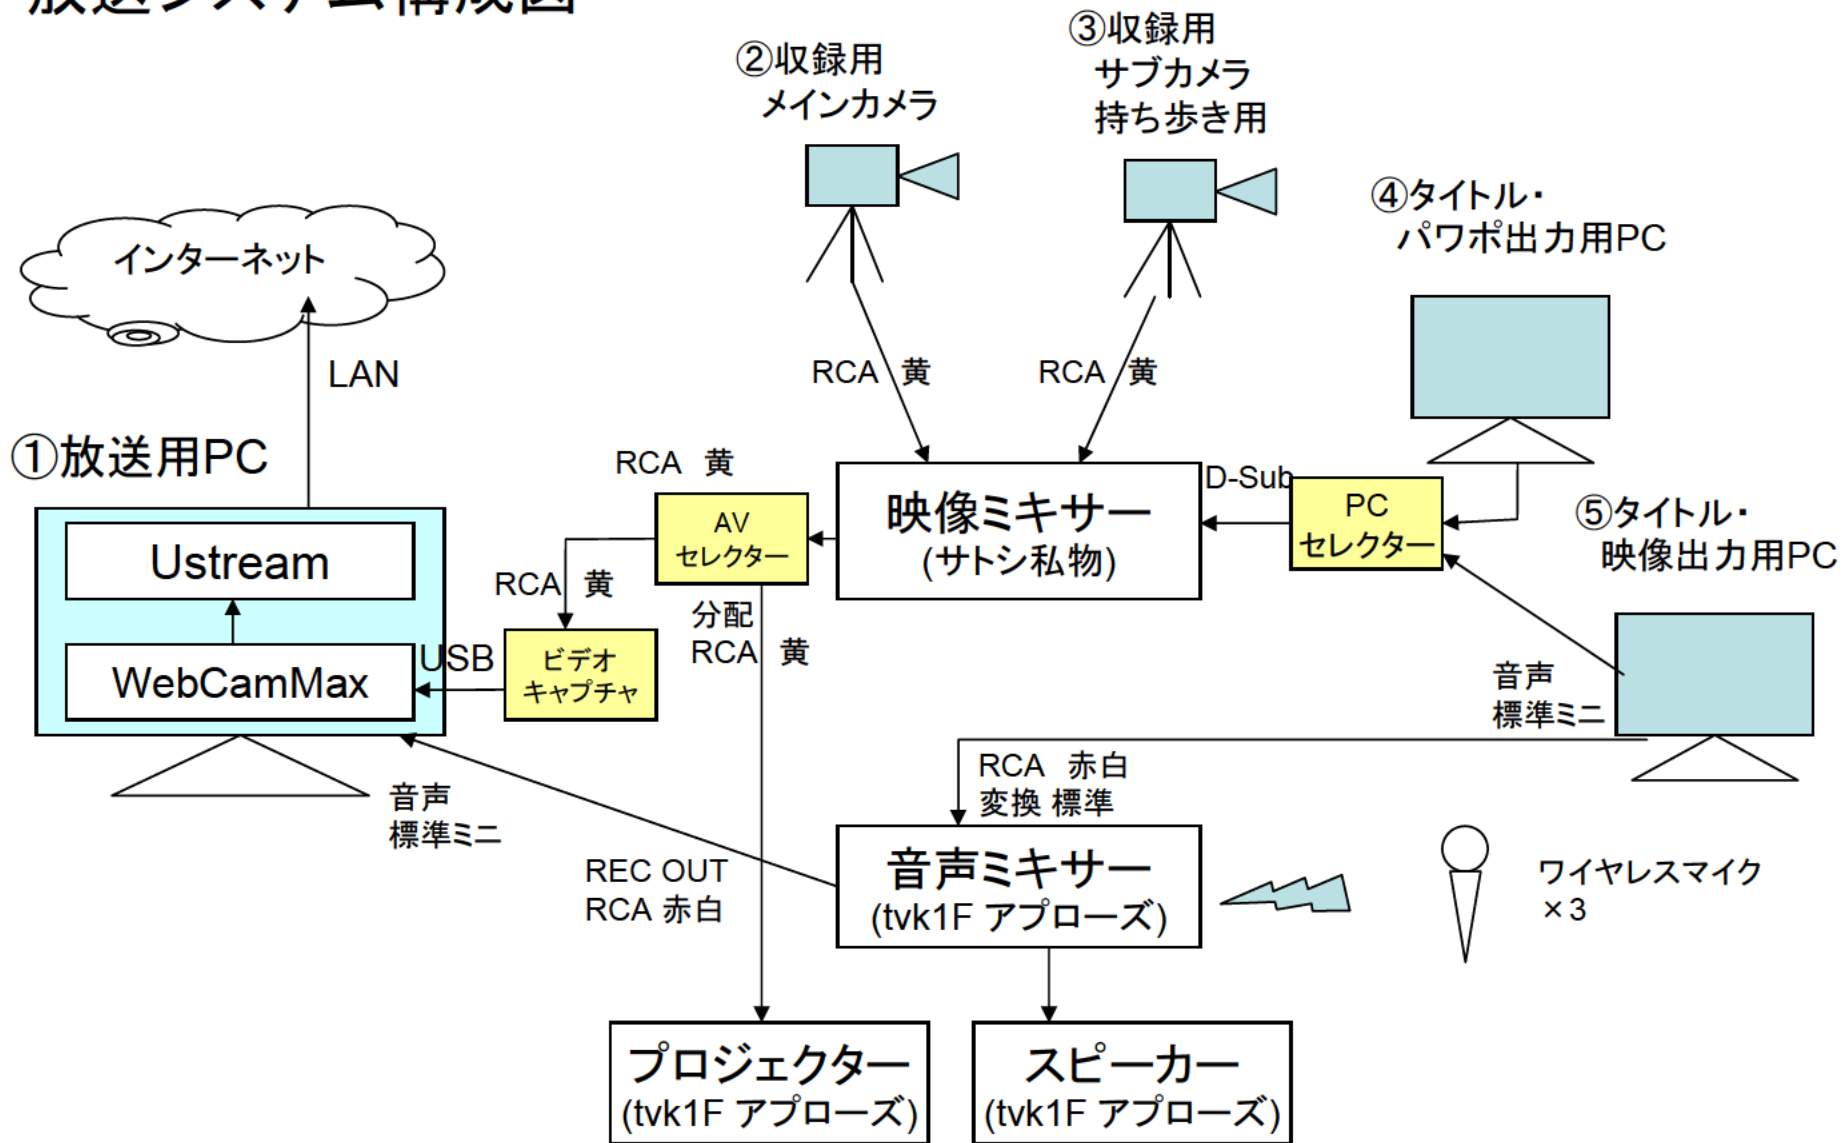 放送システム構成図
②収録用
メインカメラ
③収録用
サブカメラ
持ち歩き用
④タイトル・
パワポ出力用PC
インターネット
LAN
RCA 黄
RCA 黄
①放送用PC
RCA 黄
D-Sub
⑤タイトル・
映像出力用PC
Ustream
WebCamMax
AV
セレクター
映像ミキサー
(サトシ私物)
PC
セレクター
RCA 黄
分配
RCA 黄
USB
ビデオ
キャプチャ
音声
標準ミニ
RCA 赤白
変換 標準
音声
標準ミニ
REC OUT
RCA 赤白
音声ミキサー
(tvk1F アプローズ)
ワイヤレスマイク
×3
プロジェクター
(tvk1F アプローズ)
スピーカー
(tvk1F アプローズ)